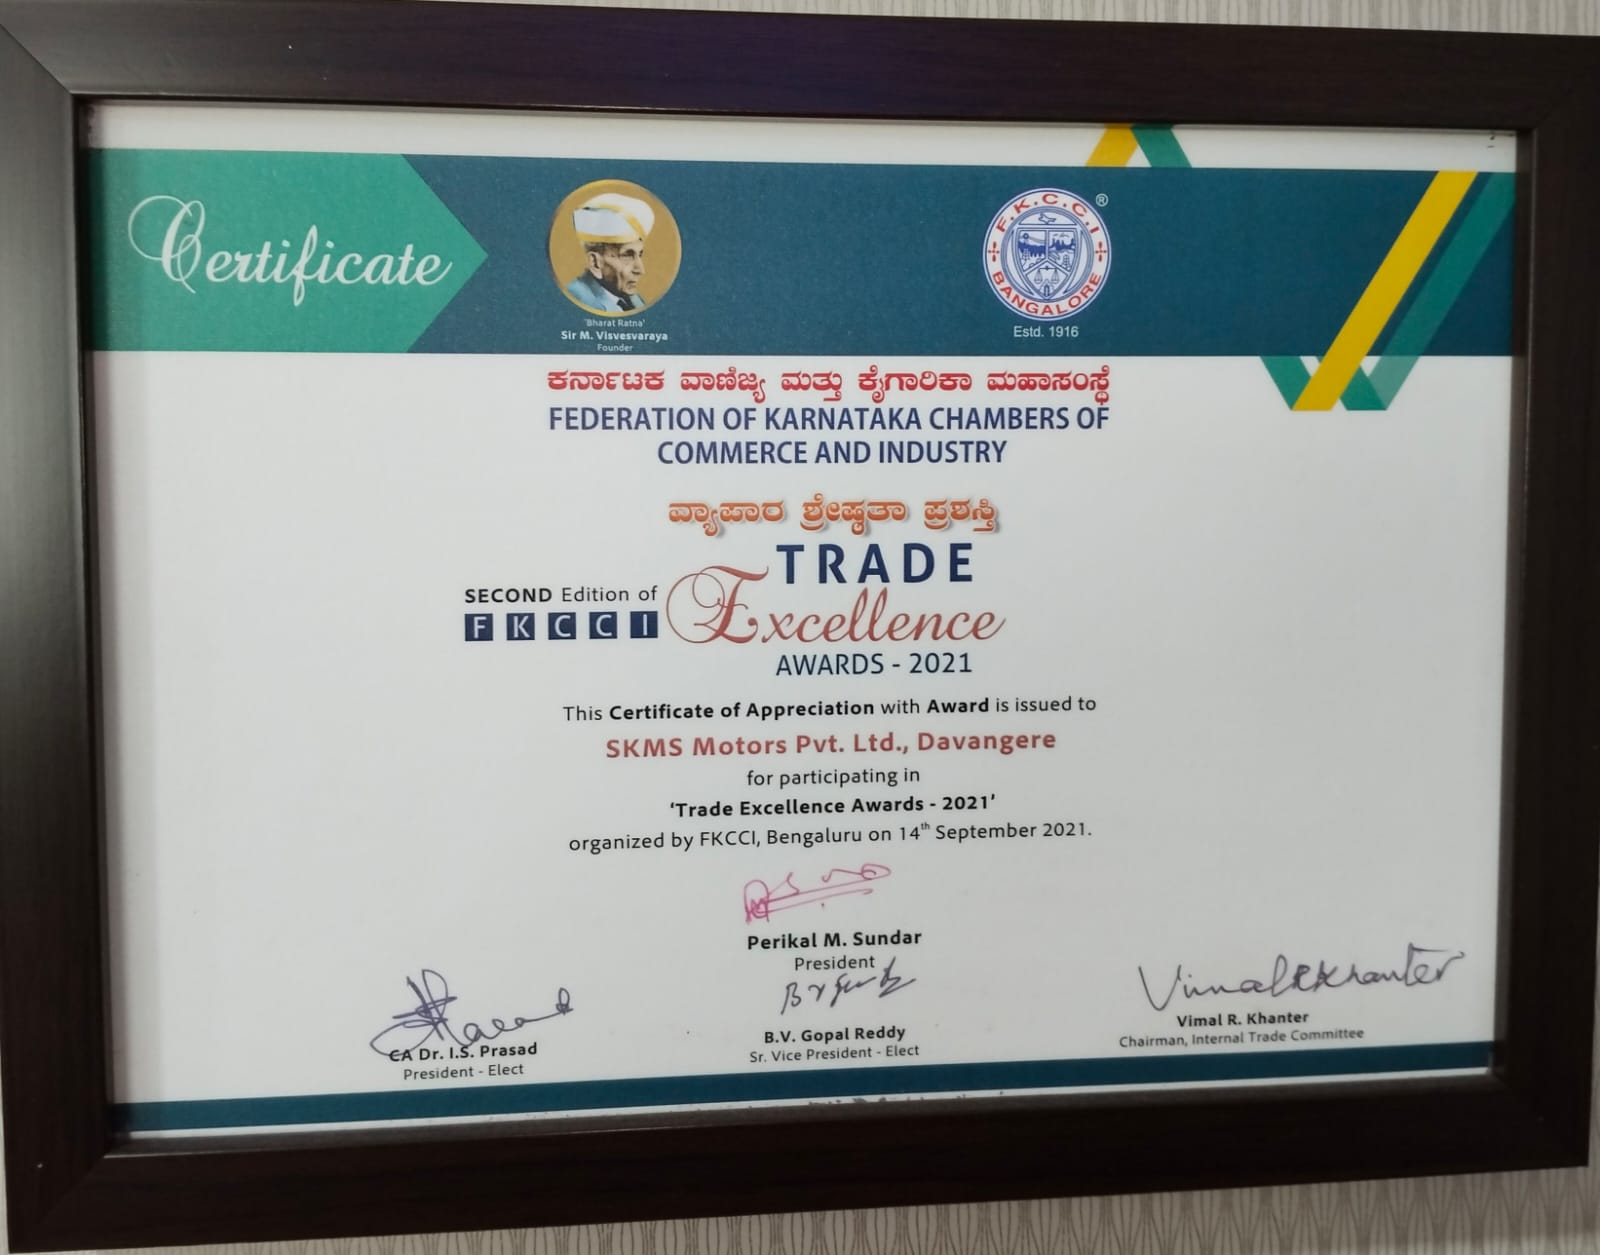 Certificate
'Bharat Ratna'
Sir M. Visvesvaraya
Founder
F.K.C.C.I
BANGALORE
®
Estd. 1916
ಕರ್ನಾಟಕ ವಾಣಿಜ್ಯ ಮತ್ತು ಕೈಗಾರಿಕಾ ಮಹಾಸಂಸ್ಥೆ
FEDERATION OF KARNATAKA CHAMBERS OF
COMMERCE AND INDUSTRY
ವ್ಯಾಪಾರ ಶ್ರೇಷ್ಠತಾ ಪ್ರಶಸ್ತಿ
SECOND Edition of
FKCCI
TRADE
Excellence
AWARDS - 2021
This Certificate of Appreciation with Award is issued to
SKMS Motors Pvt. Ltd., Davangere
for participating in
'Trade Excellence Awards - 2021'
organized by FKCCI, Bengaluru on 14th September 2021.
Perikal M. Sundar
President
CA Dr. I.S. Prasad
President - Elect
B.V. Gopal Reddy
Sr. Vice President - Elect
Vimal R Khanter
Vimal R. Khanter
Chairman, Internal Trade Committee